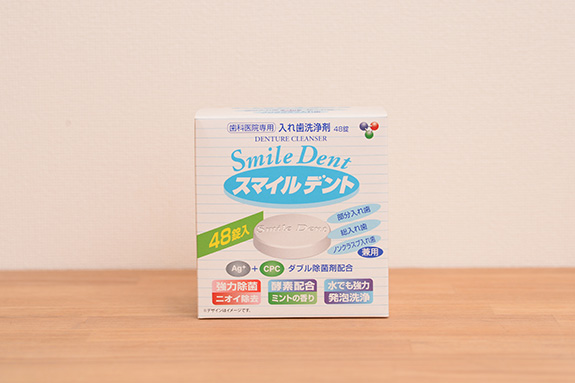 歯科医院専用 入れ歯洗浄剤 48錠
DENTURE CLEANSER
Smile Dent
スマイルデント
48錠入
Smile Dent
部分入れ歯
総入れ歯
ノンクラスプ入れ歯
兼用
Ag+ + CPC ダブル除菌剤配合
強力除菌 酵素配合 水でも強力
ニオイ除去 ミントの香り 発泡洗浄
※デザインはイメージです。